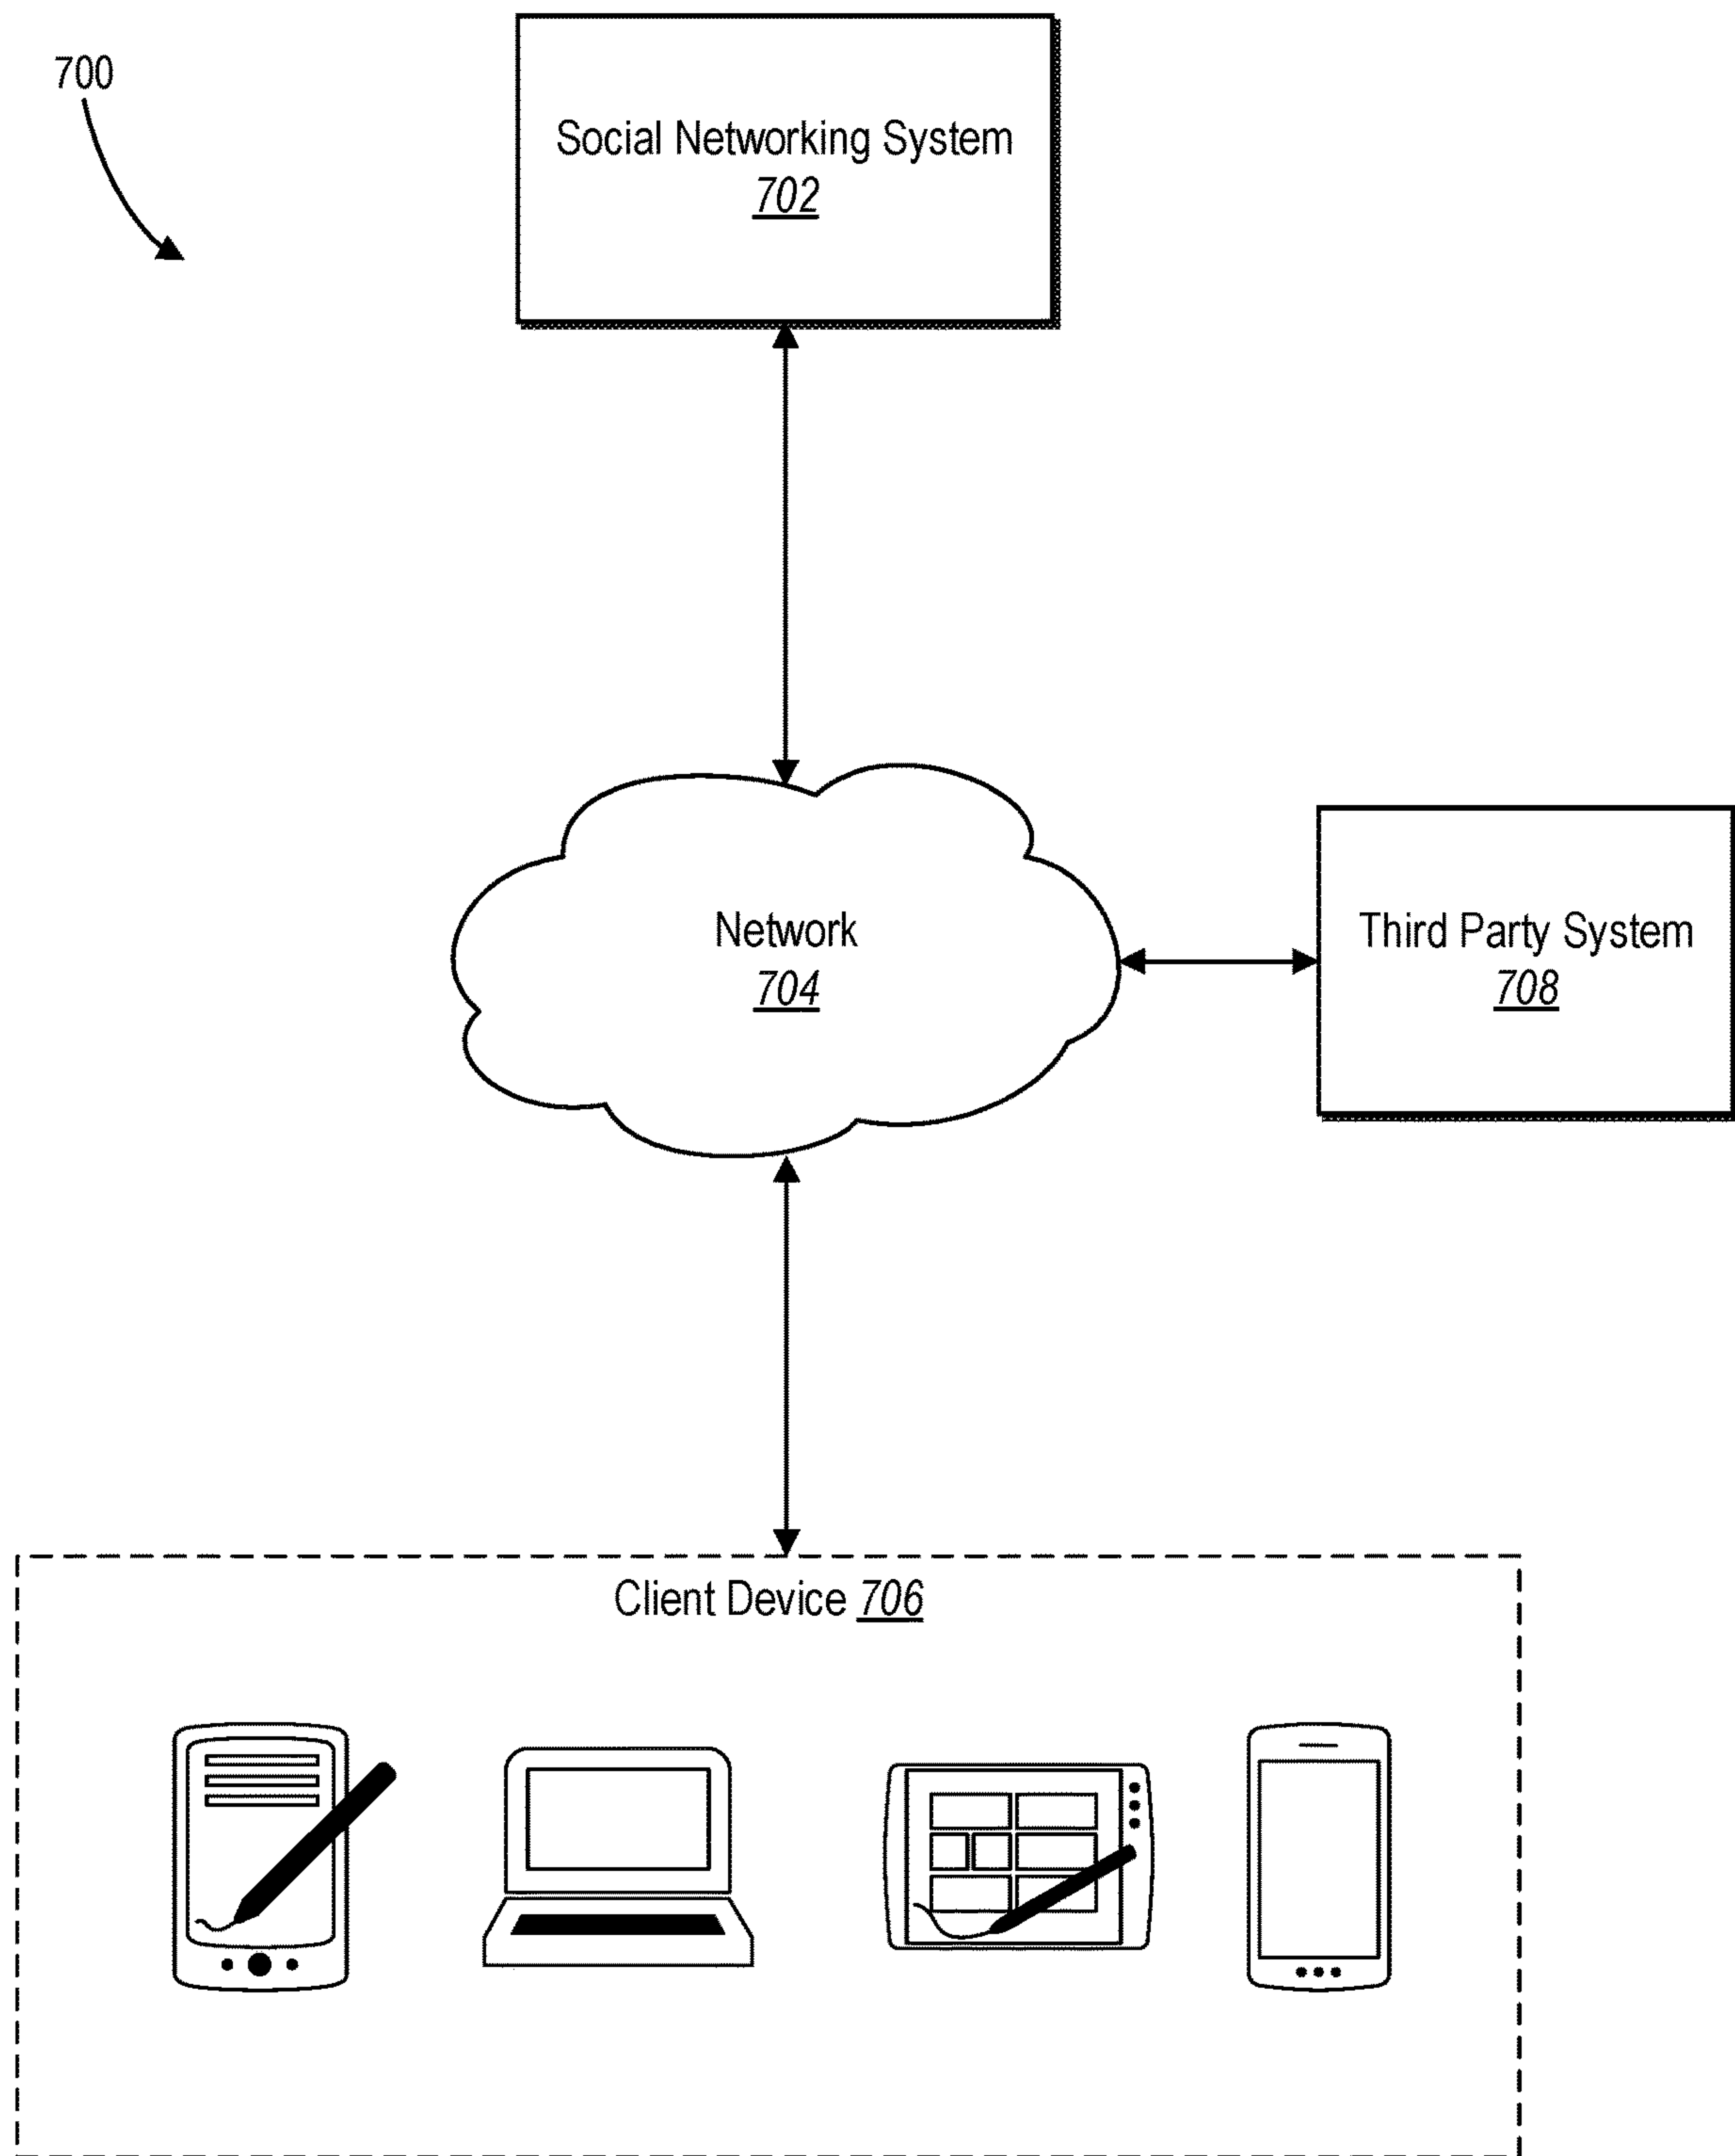 700
Social Networking System
702
Network
704
Third Party System
708
Client Device 706